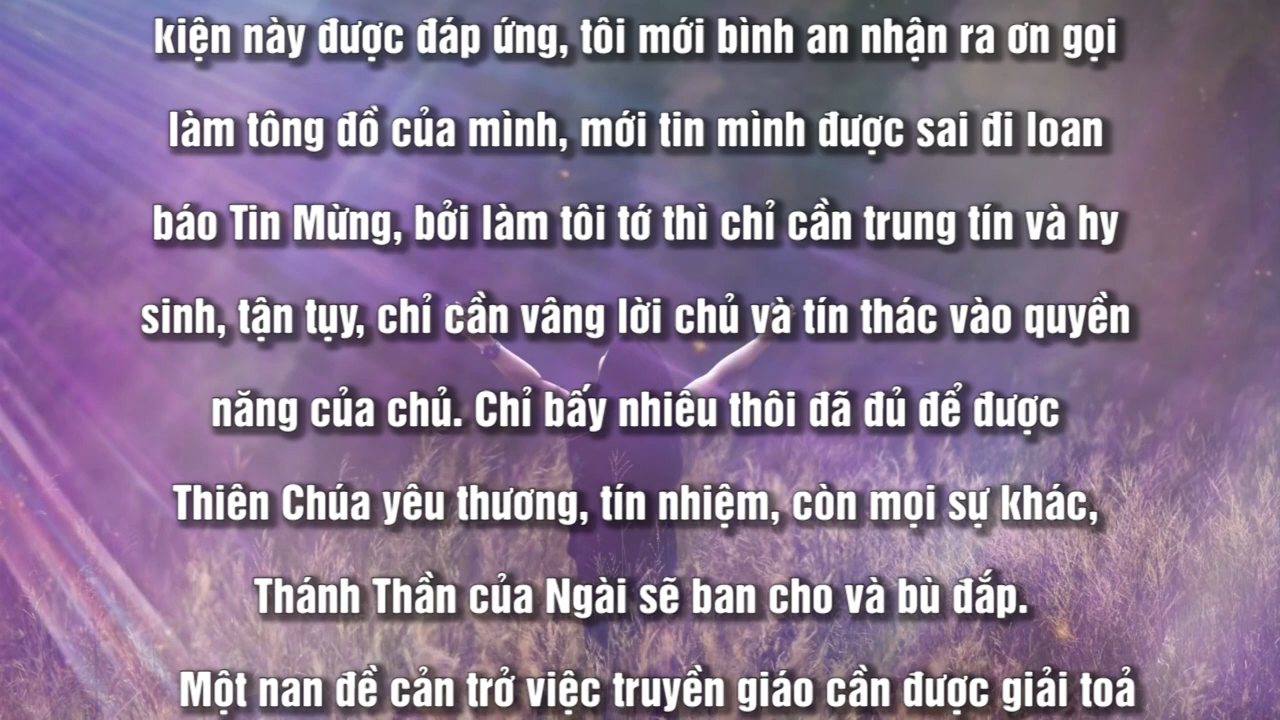 kiện này được đáp ứng, tôi mới bình an nhận ra ơn gọi
làm tông đồ của mình, mới tin mình được sai đi loan
báo Tin Mừng, bởi làm tôi tớ thì chỉ cần trung tín và hy
sinh, tận tụy, chỉ cần vâng lời chủ và tín thác vào quyền
năng của chủ. Chỉ bấy nhiêu thôi đã đủ để được
Thiên Chúa yêu thương, tín nhiệm, còn mọi sự khác,
Thánh Thần của Ngài sẽ ban cho và bù đắp.
Một nan đề cản trở việc truyền giáo cần được giải toả